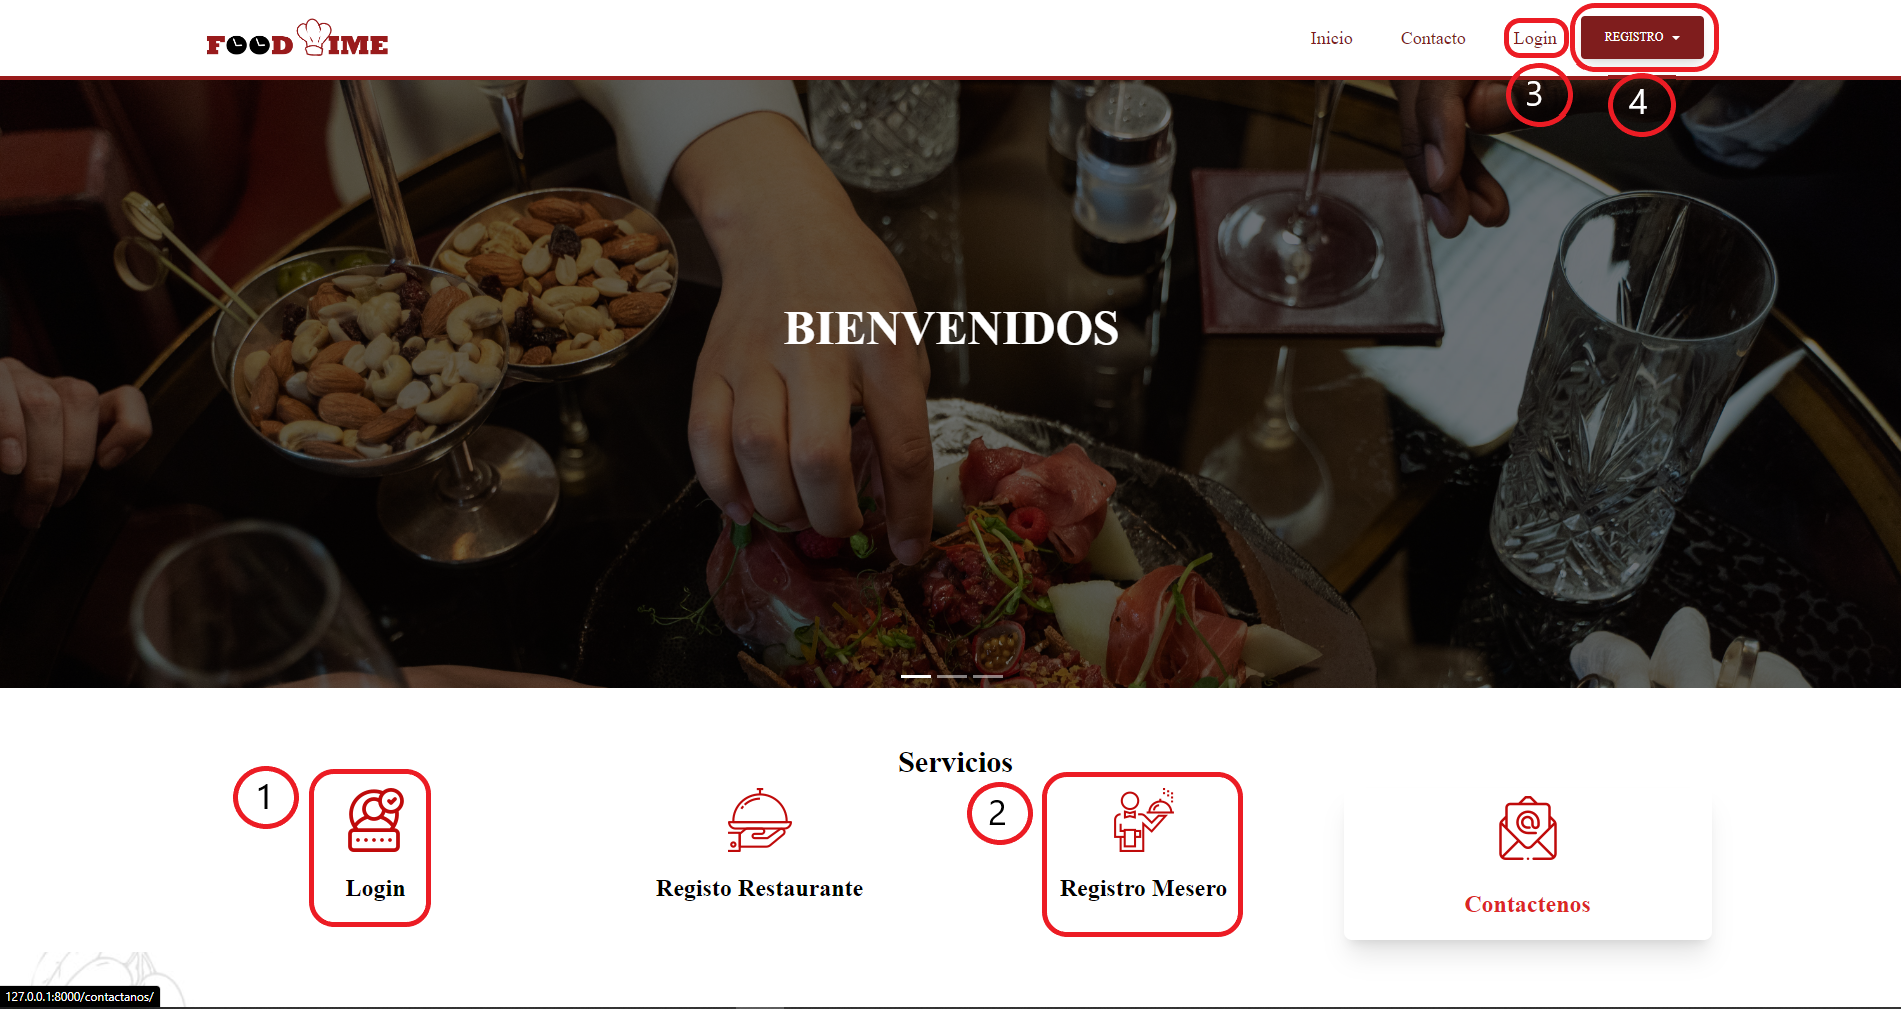 FOOD IME
Inicio
Contacto
Login
REGISTRO
3
4
BIENVENIDOS
Servicios
1
2
Login
Registo Restaurante
Registro Mesero
@
Contactenos
127.0.0.1:8000/contactanos/